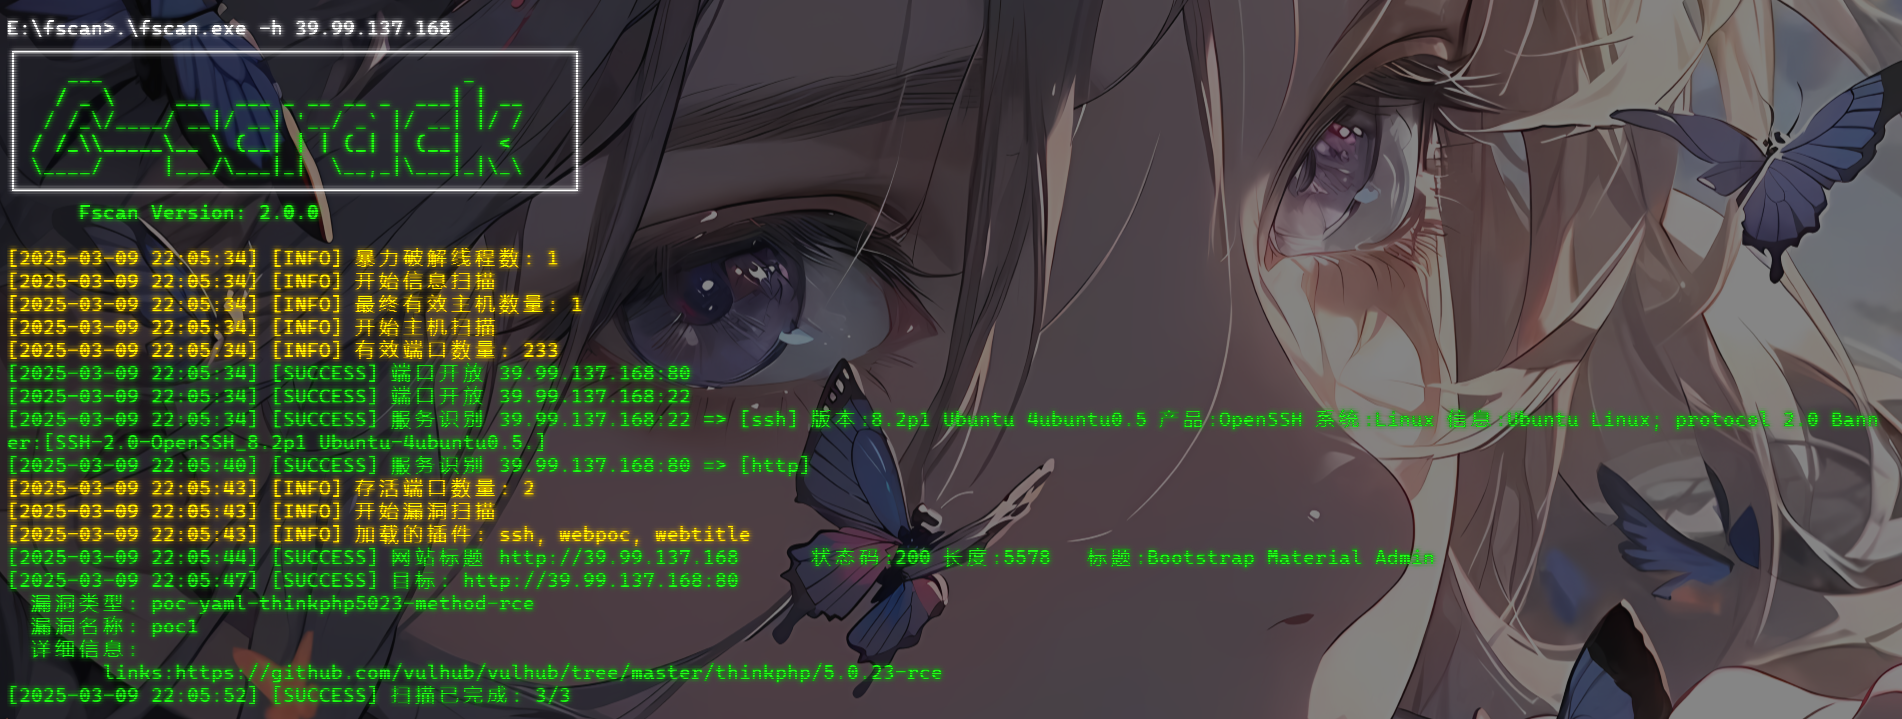 E:\fscan>.\fscan.exe -h 39.99.137.168
Fscan Version: 2.0.0
[2025-03-09 22:05:34] [INFO] 暴力破解线程数: 1
[2025-03-09 22:05:34] [INFO] 开始信息扫描
[2025-03-09 22:05:34] [INFO] 最终有效主机数量: 1
[2025-03-09 22:05:34] [INFO] 开始主机扫描
[2025-03-09 22:05:34] [INFO] 有效端口数量: 233
[2025-03-09 22:05:34] [SUCCESS] 端口开放 39.99.137.168:80
[2025-03-09 22:05:34] [SUCCESS] 端口开放 39.99.137.168:22
[2025-03-09 22:05:34] [SUCCESS] 服务识别 39.99.137.168:22 => [ssh] 版本:8.2p1 Ubuntu 4ubuntu0.5 产品:OpenSSH 系统:Linux 信息:Ubuntu Linux; protocol 2.0 Bann
er:[SSH-2.0-OpenSSH_8.2p1 Ubuntu-4ubuntu0.5.]
[2025-03-09 22:05:40] [SUCCESS] 服务识别 39.99.137.168:80 => [http]
[2025-03-09 22:05:43] [INFO] 存活端口数量: 2
[2025-03-09 22:05:43] [INFO] 开始漏洞扫描
[2025-03-09 22:05:43] [INFO] 加载的插件: ssh, webpoc, webtitle
[2025-03-09 22:05:44] [SUCCESS] 网站标题 http://39.99.137.168 状态码:200 长度:5578 标题:Bootstrap Material Admin
[2025-03-09 22:05:47] [SUCCESS] 目标: http://39.99.137.168:80
漏洞类型: poc-yaml-thinkphp5023-method-rce
漏洞名称: poc1
详细信息:
links:https://github.com/vulhub/vulhub/tree/master/thinkphp/5.0.23-rce
[2025-03-09 22:05:52] [SUCCESS] 扫描已完成: 3/3